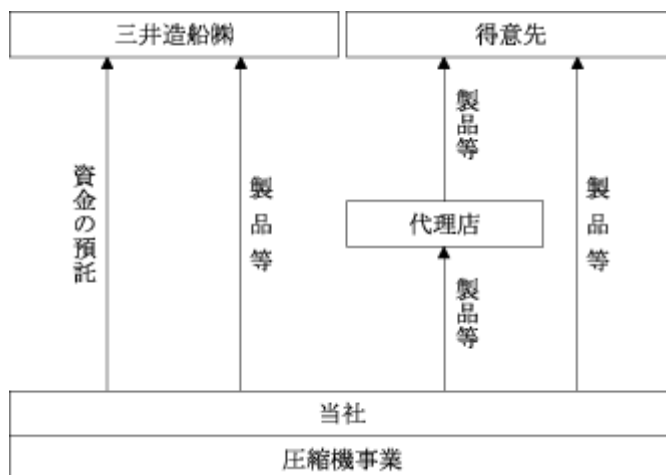 三井造船㈱
得意先
資金の預託
製品等
製品等
製品等
代理店
製品等
当社
圧縮機事業